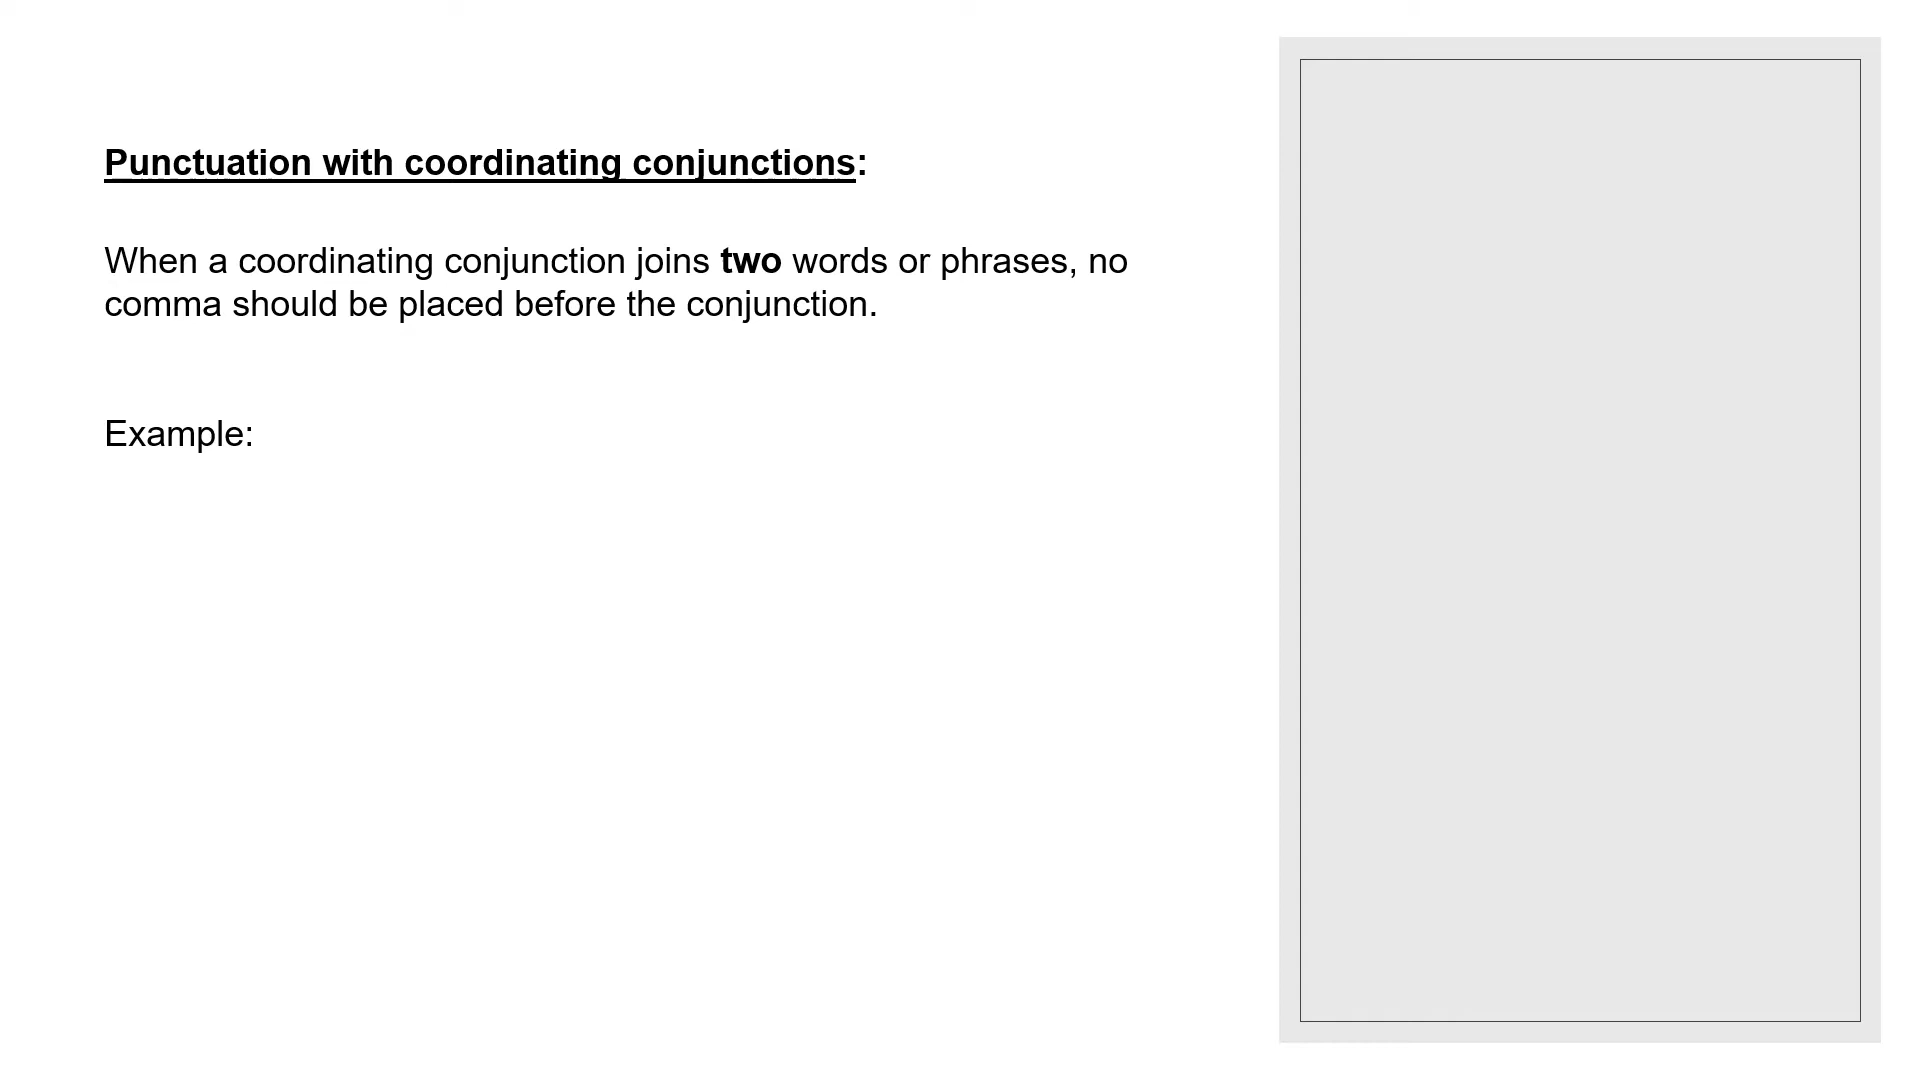 Punctuation with coordinating conjunctions:
When a coordinating conjunction joins two words or phrases, no
comma should be placed before the conjunction.
Example: